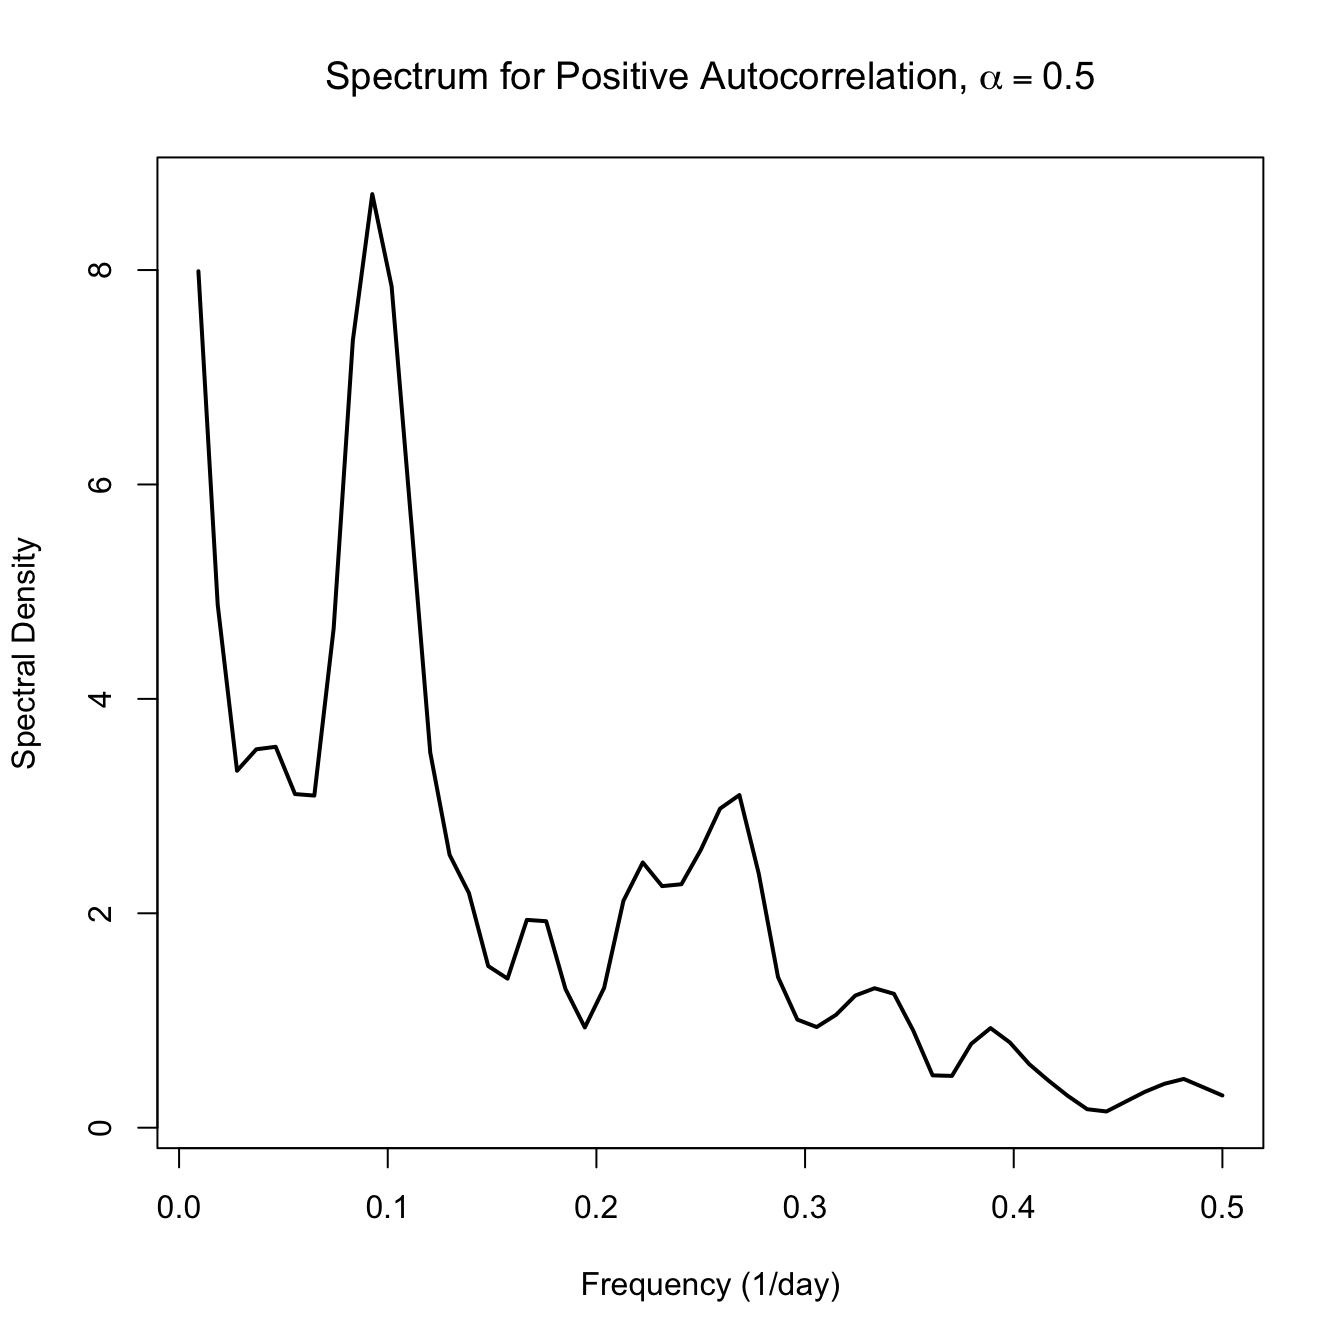 Spectrum for Positive Autocorrelation, α = 0.5
8
6
4
2
0
Spectral Density
0.0 0.1 0.2 0.3 0.4 0.5
Frequency (1/day)